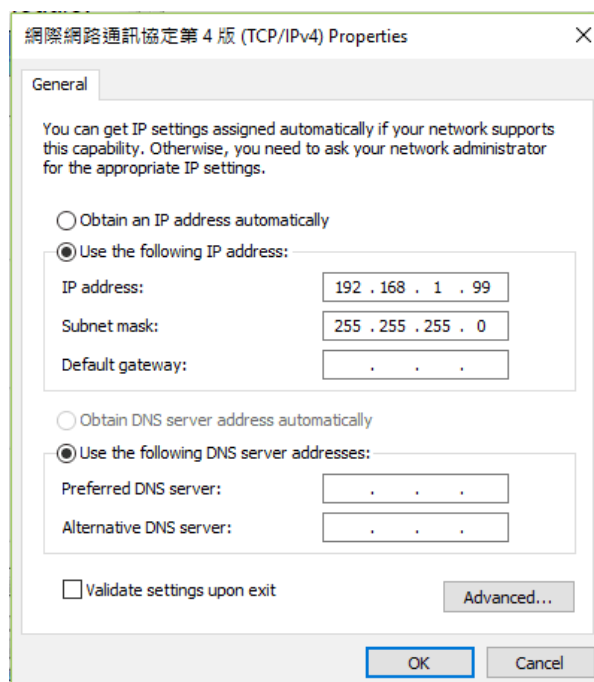 網際網路通訊協定第 4 版 (TCP/IPv4) Properties
General
You can get IP settings assigned automatically if your network supports
this capability. Otherwise, you need to ask your network administrator
for the appropriate IP settings.
Obtain an IP address automatically
Use the following IP address:
IP address: 192 . 168 . 1 . 99
Subnet mask: 255 . 255 . 255 . 0
Default gateway: . . .
Obtain DNS server address automatically
Use the following DNS server addresses:
Preferred DNS server: . . .
Alternative DNS server: . . .
Validate settings upon exit
Advanced...
OK Cancel